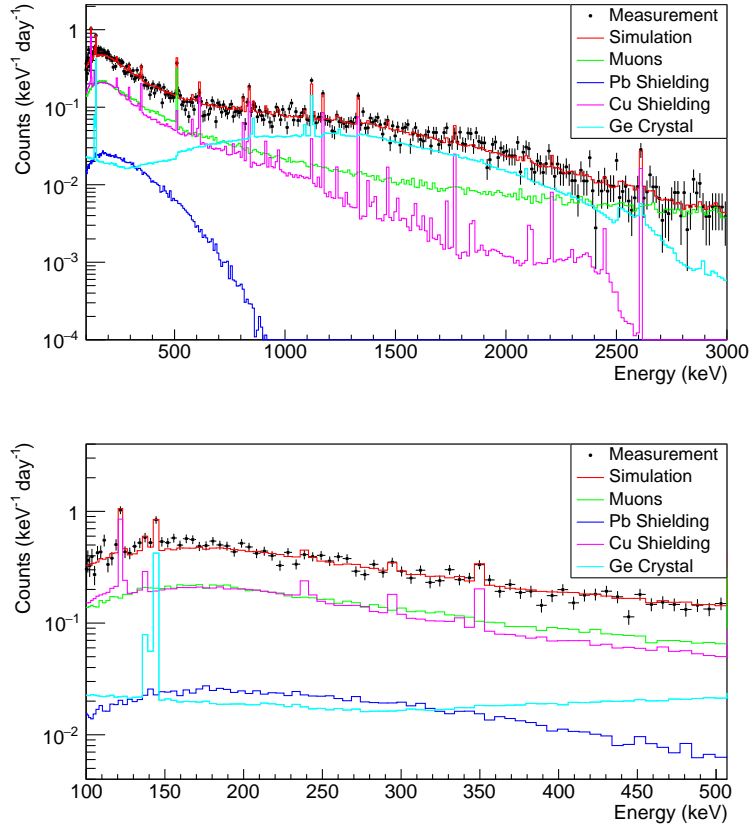 Counts (keV⁻¹ day⁻¹)
1
10⁻¹
10⁻²
10⁻³
10⁻⁴
Measurement
Simulation
Muons
Pb Shielding
Cu Shielding
Ge Crystal
500 1000 1500 2000 2500 3000
Energy (keV)
Counts (keV⁻¹ day⁻¹)
1
10⁻¹
10⁻²
Measurement
Simulation
Muons
Pb Shielding
Cu Shielding
Ge Crystal
100 150 200 250 300 350 400 450 500
Energy (keV)